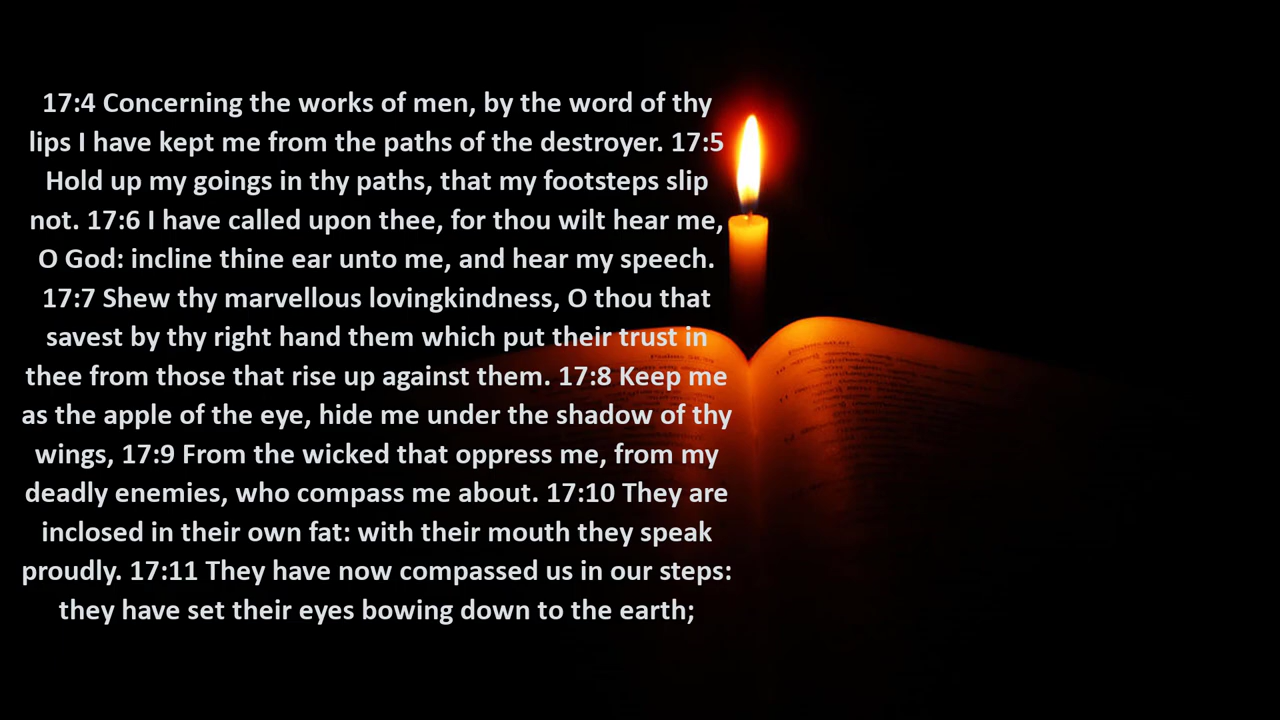 17:4 Concerning the works of men, by the word of thy
lips I have kept me from the paths of the destroyer. 17:5
Hold up my goings in thy paths, that my footsteps slip
not. 17:6 I have called upon thee, for thou wilt hear me,
O God: incline thine ear unto me, and hear my speech.
17:7 Shew thy marvellous lovingkindness, O thou that
savest by thy right hand them which put their trust in
thee from those that rise up against them. 17:8 Keep me
as the apple of the eye, hide me under the shadow of thy
wings, 17:9 From the wicked that oppress me, from my
deadly enemies, who compass me about. 17:10 They are
inclosed in their own fat: with their mouth they speak
proudly. 17:11 They have now compassed us in our steps:
they have set their eyes bowing down to the earth;